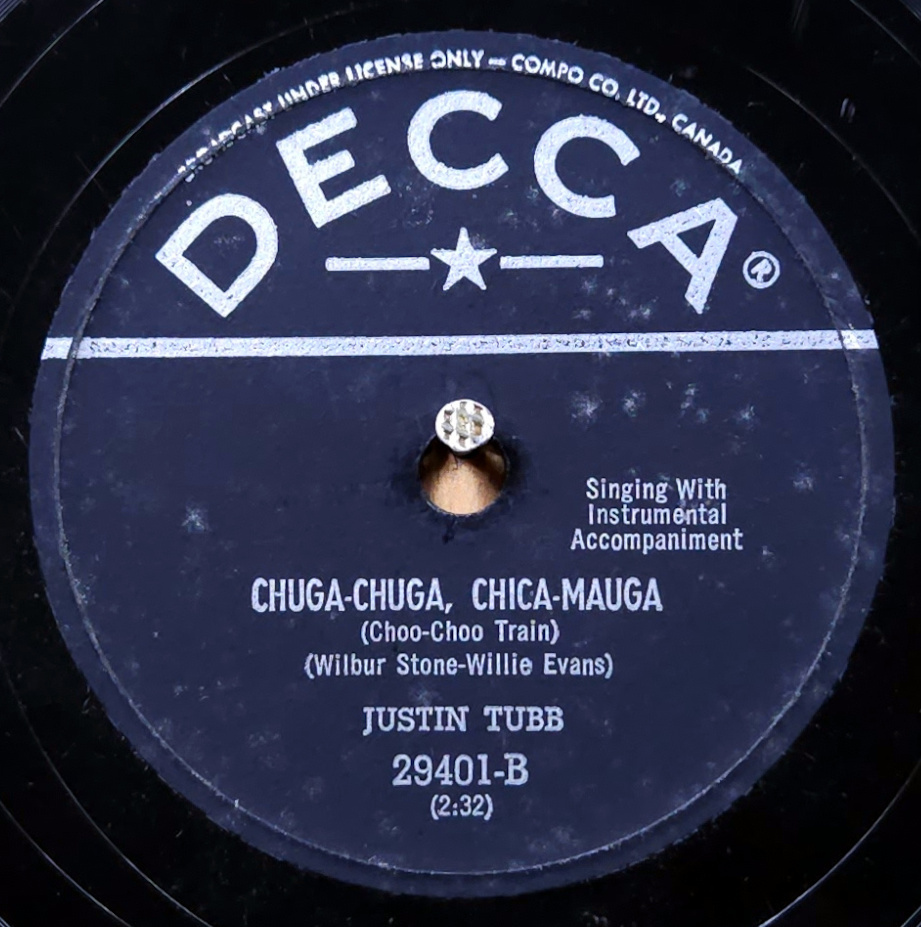 BROADCAST UNDER LICENSE ONLY — COMPO CO. LTD., CANADA
DECCA®
Singing With
Instrumental
Accompaniment
CHUGA-CHUGA, CHICA-MAUGA
(Choo-Choo Train)
(Wilbur Stone-Willie Evans)
JUSTIN TUBB
29401-B
(2:32)